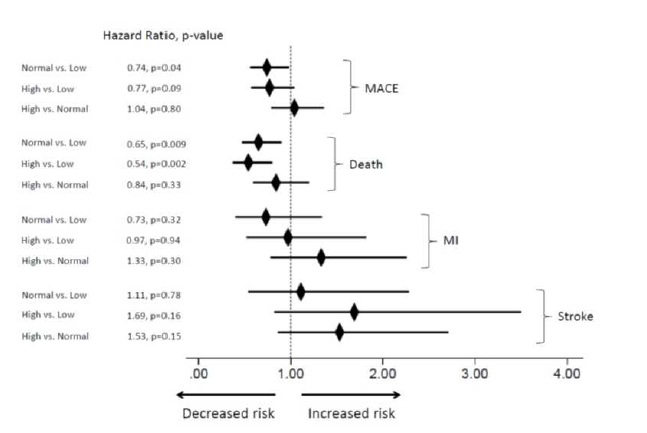 Hazard Ratio, p-value
Normal vs. Low 0.74, p=0.04
High vs. Low 0.77, p=0.09
High vs. Normal 1.04, p=0.80
MACE
Normal vs. Low 0.65, p=0.009
High vs. Low 0.54, p=0.002
High vs. Normal 0.84, p=0.33
Death
Normal vs. Low 0.73, p=0.32
High vs. Low 0.97, p=0.94
High vs. Normal 1.33, p=0.30
MI
Normal vs. Low 1.11, p=0.78
High vs. Low 1.69, p=0.16
High vs. Normal 1.53, p=0.15
Stroke
.00 1.00 2.00 3.00 4.00
Decreased risk Increased risk